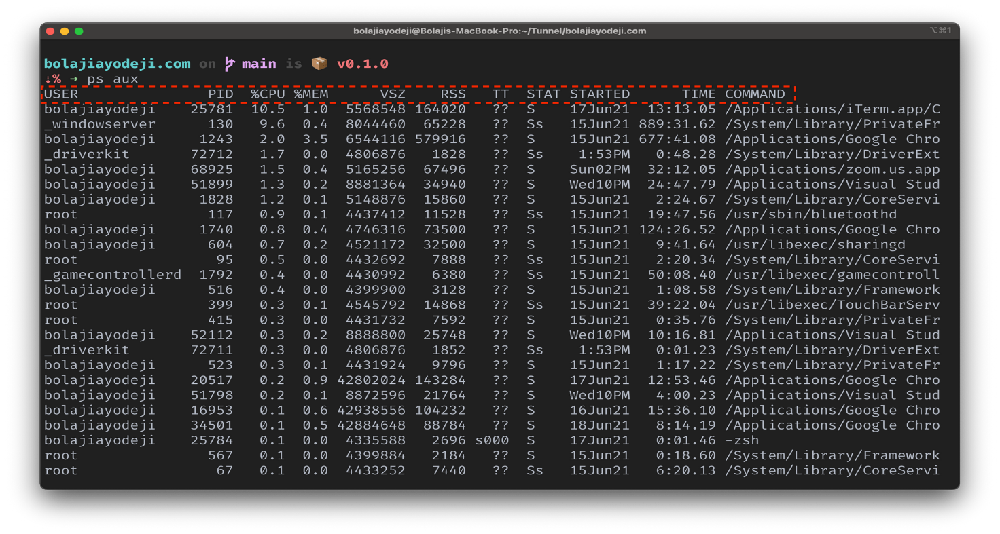 bolajiayodeji@Bolajis-MacBook-Pro:~/Tunnel/bolajiayodeji.com ⌥⌘1
bolajiayodeji.com on main is 📦 v0.1.0
⇣% → ps aux
USER PID %CPU %MEM VSZ RSS TT STAT STARTED TIME COMMAND
bolajiayodeji 25781 10.5 1.0 5568548 164020 ?? S 17Jun21 13:13.05 /Applications/iTerm.app/C
_windowserver 130 9.6 0.4 8044460 65228 ?? Ss 15Jun21 889:31.62 /System/Library/PrivateFr
bolajiayodeji 1243 2.0 3.5 6544116 579916 ?? S 15Jun21 677:41.08 /Applications/Google Chro
_driverkit 72712 1.7 0.0 4806876 1828 ?? Ss 1:53PM 0:48.28 /System/Library/DriverExt
bolajiayodeji 68925 1.5 0.4 5165256 67496 ?? S Sun02PM 32:12.05 /Applications/zoom.us.app
bolajiayodeji 51899 1.3 0.2 8881364 34940 ?? S Wed10PM 24:47.79 /Applications/Visual Stud
bolajiayodeji 1828 1.2 0.1 5148876 15860 ?? S 15Jun21 2:24.67 /System/Library/CoreServi
root 117 0.9 0.1 4437412 11528 ?? Ss 15Jun21 19:47.56 /usr/sbin/bluetoothd
bolajiayodeji 1740 0.8 0.4 4746316 73500 ?? S 15Jun21 124:26.52 /Applications/Google Chro
bolajiayodeji 604 0.7 0.2 4521172 32500 ?? S 15Jun21 9:41.64 /usr/libexec/sharingd
root 95 0.5 0.0 4432692 7888 ?? Ss 15Jun21 2:20.34 /System/Library/CoreServi
_gamecontrollerd 1792 0.4 0.0 4430992 6380 ?? Ss 15Jun21 50:08.40 /usr/libexec/gamecontroll
bolajiayodeji 516 0.4 0.0 4399900 3128 ?? S 15Jun21 1:08.58 /System/Library/Framework
root 399 0.3 0.1 4545792 14868 ?? Ss 15Jun21 39:22.04 /usr/libexec/TouchBarServ
root 415 0.3 0.0 4431732 7592 ?? S 15Jun21 0:35.76 /System/Library/PrivateFr
bolajiayodeji 52112 0.3 0.2 8888800 25748 ?? S Wed10PM 10:16.81 /Applications/Visual Stud
_driverkit 72711 0.3 0.0 4806876 1852 ?? Ss 1:53PM 0:01.23 /System/Library/DriverExt
bolajiayodeji 523 0.3 0.1 4431924 9796 ?? S 15Jun21 1:17.22 /System/Library/PrivateFr
bolajiayodeji 20517 0.2 0.9 42802024 143284 ?? S 17Jun21 12:53.46 /Applications/Google Chro
bolajiayodeji 51798 0.2 0.1 8872596 21764 ?? S Wed10PM 4:00.23 /Applications/Visual Stud
bolajiayodeji 16953 0.1 0.6 42938556 104232 ?? S 16Jun21 15:36.10 /Applications/Google Chro
bolajiayodeji 34501 0.1 0.5 42884648 88784 ?? S 18Jun21 8:14.19 /Applications/Google Chro
bolajiayodeji 25784 0.1 0.0 4335588 2696 s000 S 17Jun21 0:01.46 -zsh
root 567 0.1 0.0 4399884 2184 ?? S 15Jun21 0:18.60 /System/Library/Framework
root 67 0.1 0.0 4433252 7440 ?? Ss 15Jun21 6:20.13 /System/Library/CoreServi